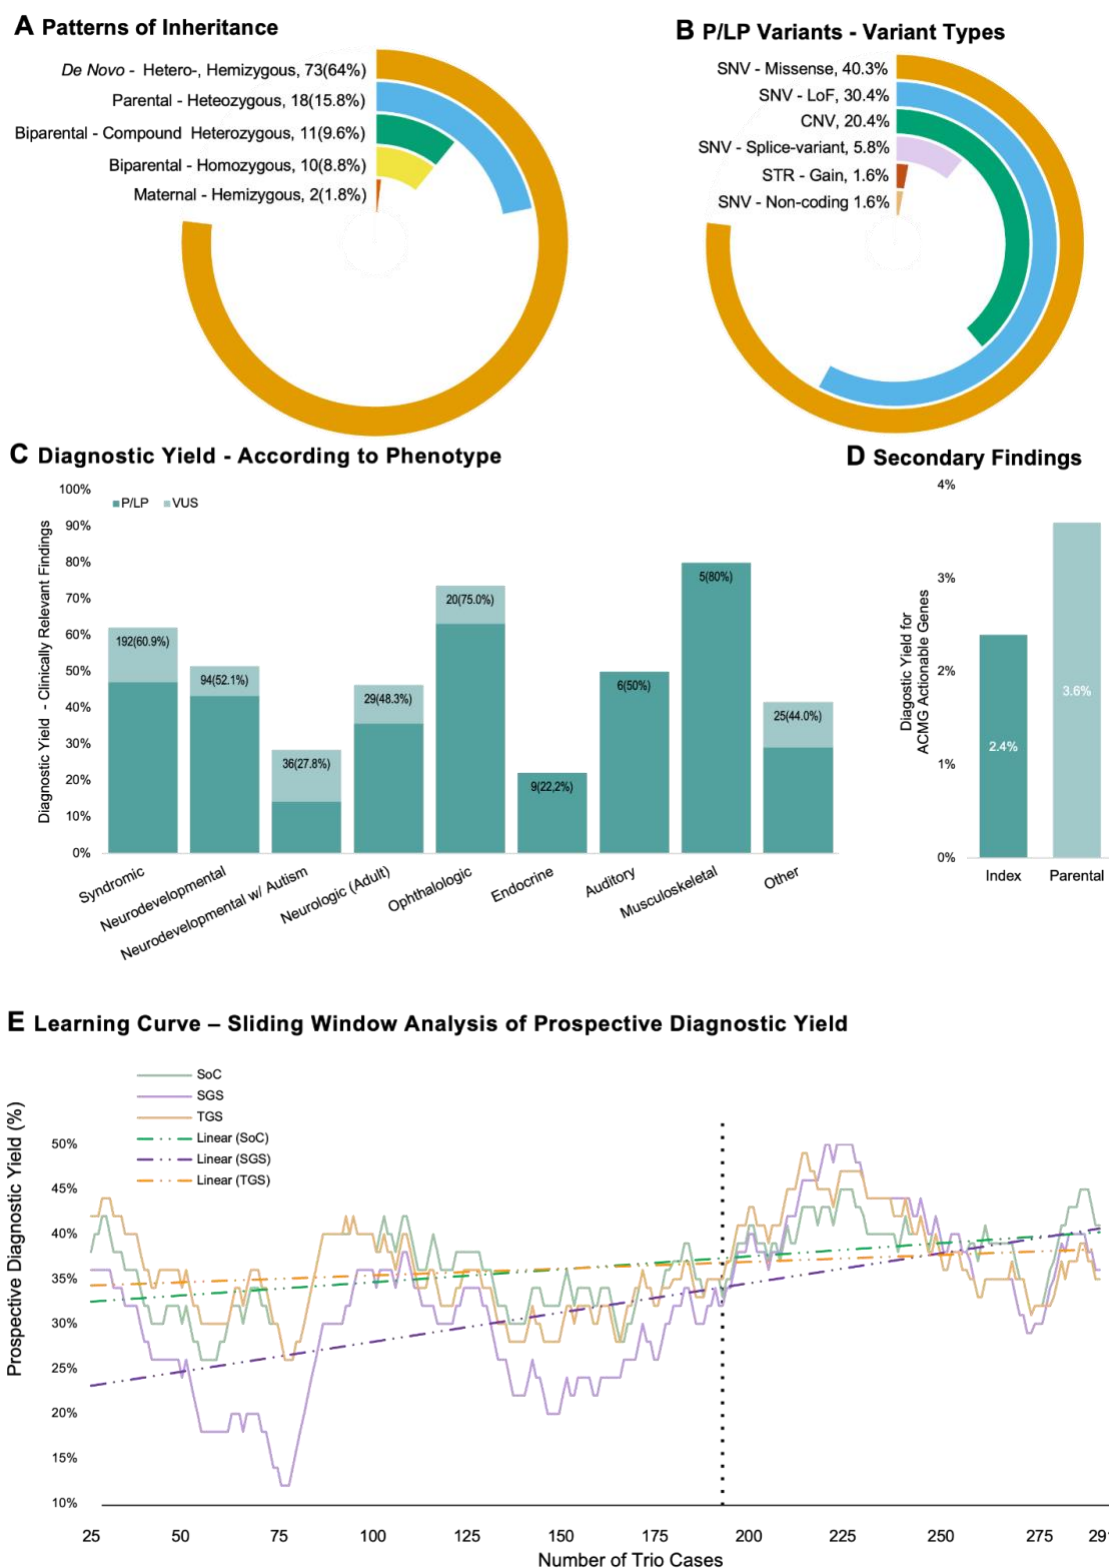 A Patterns of Inheritance
De Novo - Hetero-, Hemizygous, 73(64%)
Parental - Heteozygous, 18(15.8%)
Biparental - Compound Heterozygous, 11(9.6%)
Biparental - Homozygous, 10(8.8%)
Maternal - Hemizygous, 2(1.8%)
B P/LP Variants - Variant Types
SNV - Missense, 40.3%
SNV - LoF, 30.4%
CNV, 20.4%
SNV - Splice-variant, 5.8%
STR - Gain, 1.6%
SNV - Non-coding 1.6%
C Diagnostic Yield - According to Phenotype
Diagnostic Yield - Clinically Relevant Findings
100%
90%
80%
70%
60%
50%
40%
30%
20%
10%
0%
P/LP VUS
192(60.9%)
94(52.1%)
36(27.8%)
29(48.3%)
20(75.0%)
9(22,2%)
6(50%)
5(80%)
25(44.0%)
Syndromic
Neurodevelopmental
Neurodevelopmental w/ Autism
Neurologic (Adult)
Ophthalologic
Endocrine
Auditory
Musculoskeletal
Other
D Secondary Findings
Diagostic Yield for
ACMG Actionable Genes
4%
3%
2%
1%
0%
2.4%
3.6%
Index
Parental
E Learning Curve – Sliding Window Analysis of Prospective Diagnostic Yield
SoC
SGS
TGS
Linear (SoC)
Linear (SGS)
Linear (TGS)
Prospective Diagnostic Yield (%)
50%
45%
40%
35%
30%
25%
20%
15%
10%
25 50 75 100 125 150 175 200 225 250 275 291
Number of Trio Cases